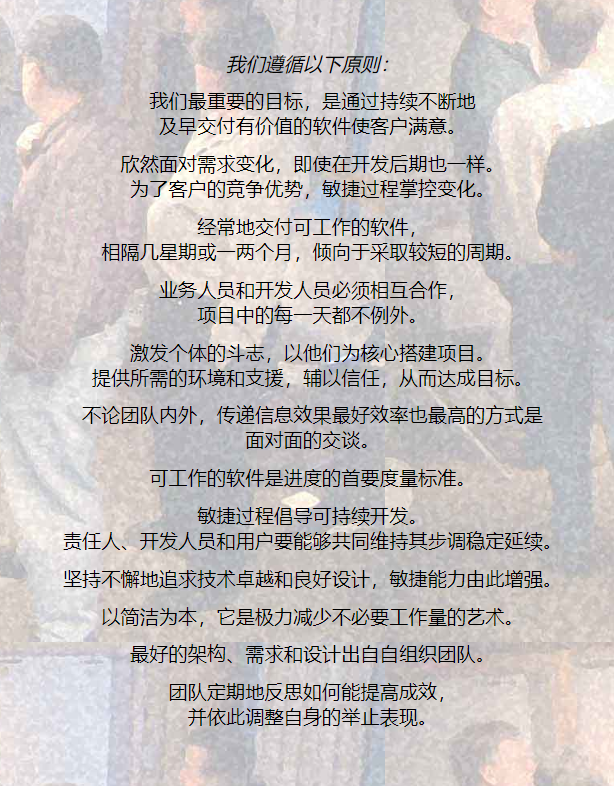 我们遵循以下原则：
我们最重要的目标，是通过持续不断地
及早交付有价值的软件使客户满意。
欣然面对需求变化，即使在开发后期也一样。
为了客户的竞争优势，敏捷过程掌控变化。
经常地交付可工作的软件，
相隔几星期或一两个月，倾向于采取较短的周期。
业务人员和开发人员必须相互合作，
项目中的每一天都不例外。
激发个体的斗志，以他们为核心搭建项目。
提供所需的环境和支援，辅以信任，从而达成目标。
不论团队内外，传递信息效果最好效率也最高的方式是
面对面的交谈。
可工作的软件是进度的首要度量标准。
敏捷过程倡导可持续开发。
责任人、开发人员和用户要能够共同维持其步调稳定延续。
坚持不懈地追求技术卓越和良好设计，敏捷能力由此增强。
以简洁为本，它是极力减少不必要工作量的艺术。
最好的架构、需求和设计出自自组织团队。
团队定期地反思如何能提高成效，
并依此调整自身的举止表现。